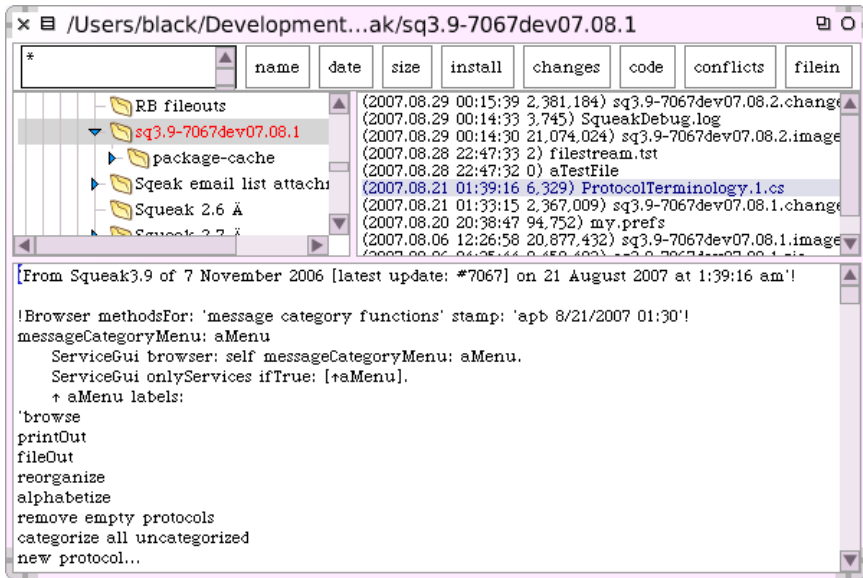 /Users/black/Development...ak/sq3.9-7067dev07.08.1
*
name date size install changes code conflicts filein
RB fileouts
sq3.9-7067dev07.08.1
package-cache
Sqeak email list attachm
Squeak 2.6 Ä
Squeak 2.7 Ä
(2007.08.29 00:15:39 2,381,184) sq3.9-7067dev07.08.2.change
(2007.08.29 00:14:33 3,745) SqueakDebug.log
(2007.08.29 00:14:30 21,074,024) sq3.9-7067dev07.08.2.image
(2007.08.28 22:47:33 2) filestream.tst
(2007.08.28 22:47:32 0) aTestFile
(2007.08.21 01:39:16 6,329) ProtocolTerminology.1.cs
(2007.08.21 01:33:15 2,367,009) sq3.9-7067dev07.08.1.change
(2007.08.20 20:38:47 94,752) my.prefs
(2007.08.06 12:26:58 20,877,432) sq3.9-7067dev07.08.1.image
'From Squeak3.9 of 7 November 2006 [latest update: #7067] on 21 August 2007 at 1:39:16 am'!
!Browser methodsFor: 'message category functions' stamp: 'apb 8/21/2007 01:30'!
messageCategoryMenu: aMenu
ServiceGui browser: self messageCategoryMenu: aMenu.
ServiceGui onlyServices ifTrue: [↑aMenu].
↑ aMenu labels:
'browse
printOut
fileOut
reorganize
alphabetize
remove empty protocols
categorize all uncategorized
new protocol...